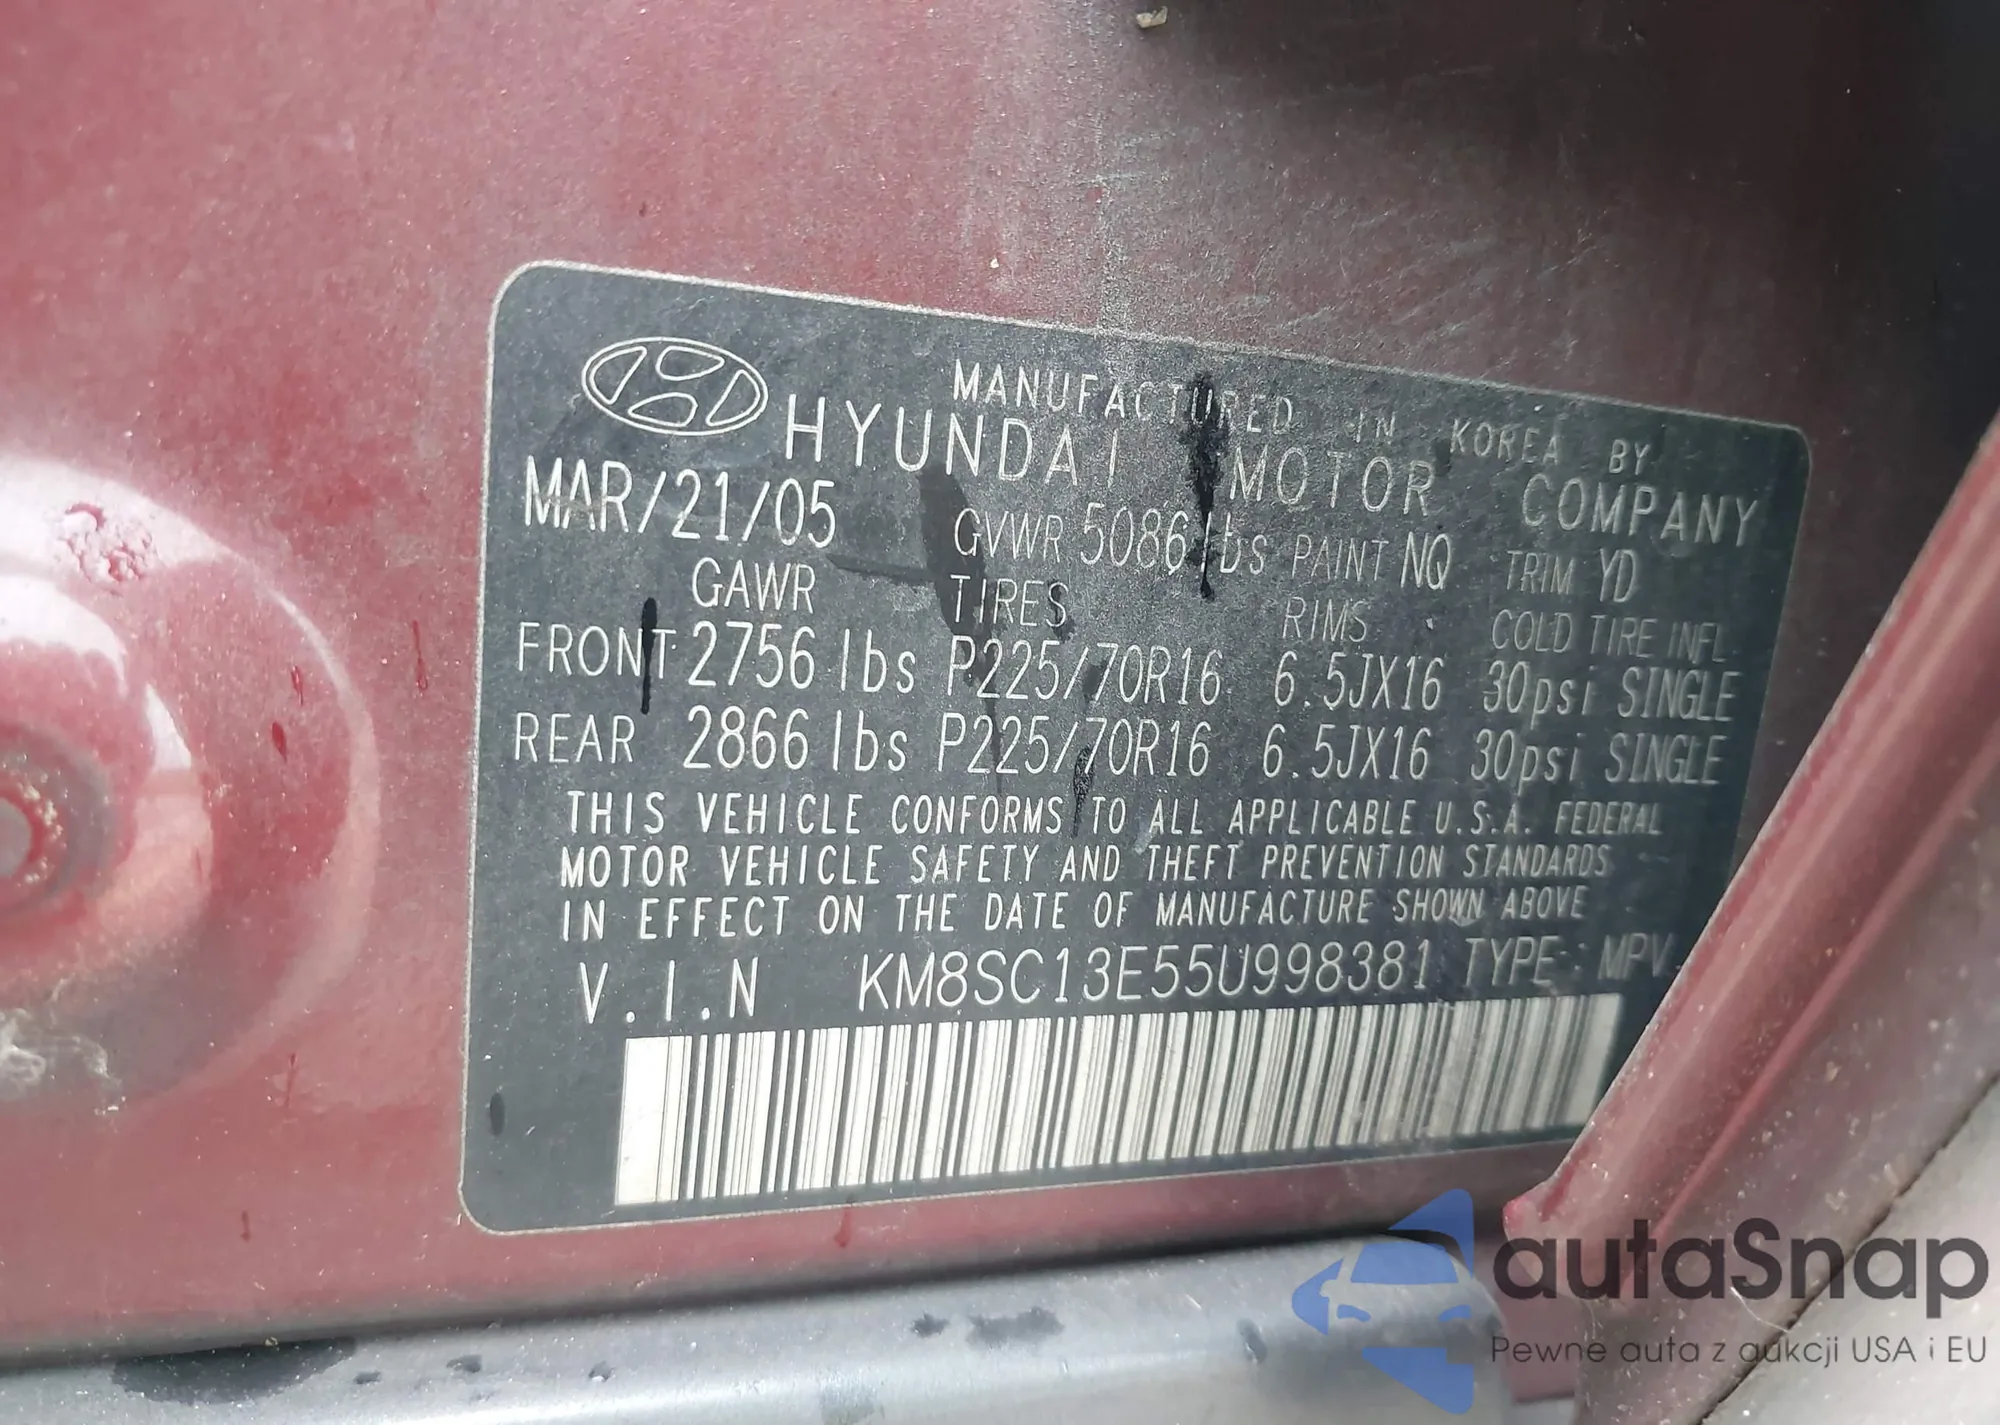 MANUFACTURED IN KOREA BY
HYUNDAI MOTOR COMPANY
MAR/21/05 GVWR 5086 lbs PAINT NQ TRIM YD
GAWR TIRES RIMS COLD TIRE INFL
FRONT 2756 lbs P225/70R16 6.5JX16 30psi SINGLE
REAR 2866 lbs P225/70R16 6.5JX16 30psi SINGLE
THIS VEHICLE CONFORMS TO ALL APPLICABLE U.S.A. FEDERAL
MOTOR VEHICLE SAFETY AND THEFT PREVENTION STANDARDS
IN EFFECT ON THE DATE OF MANUFACTURE SHOWN ABOVE
V.I.N KM8SC13E55U998381 TYPE: MPV
autaSnap
Pewne auta z aukcji USA i EU